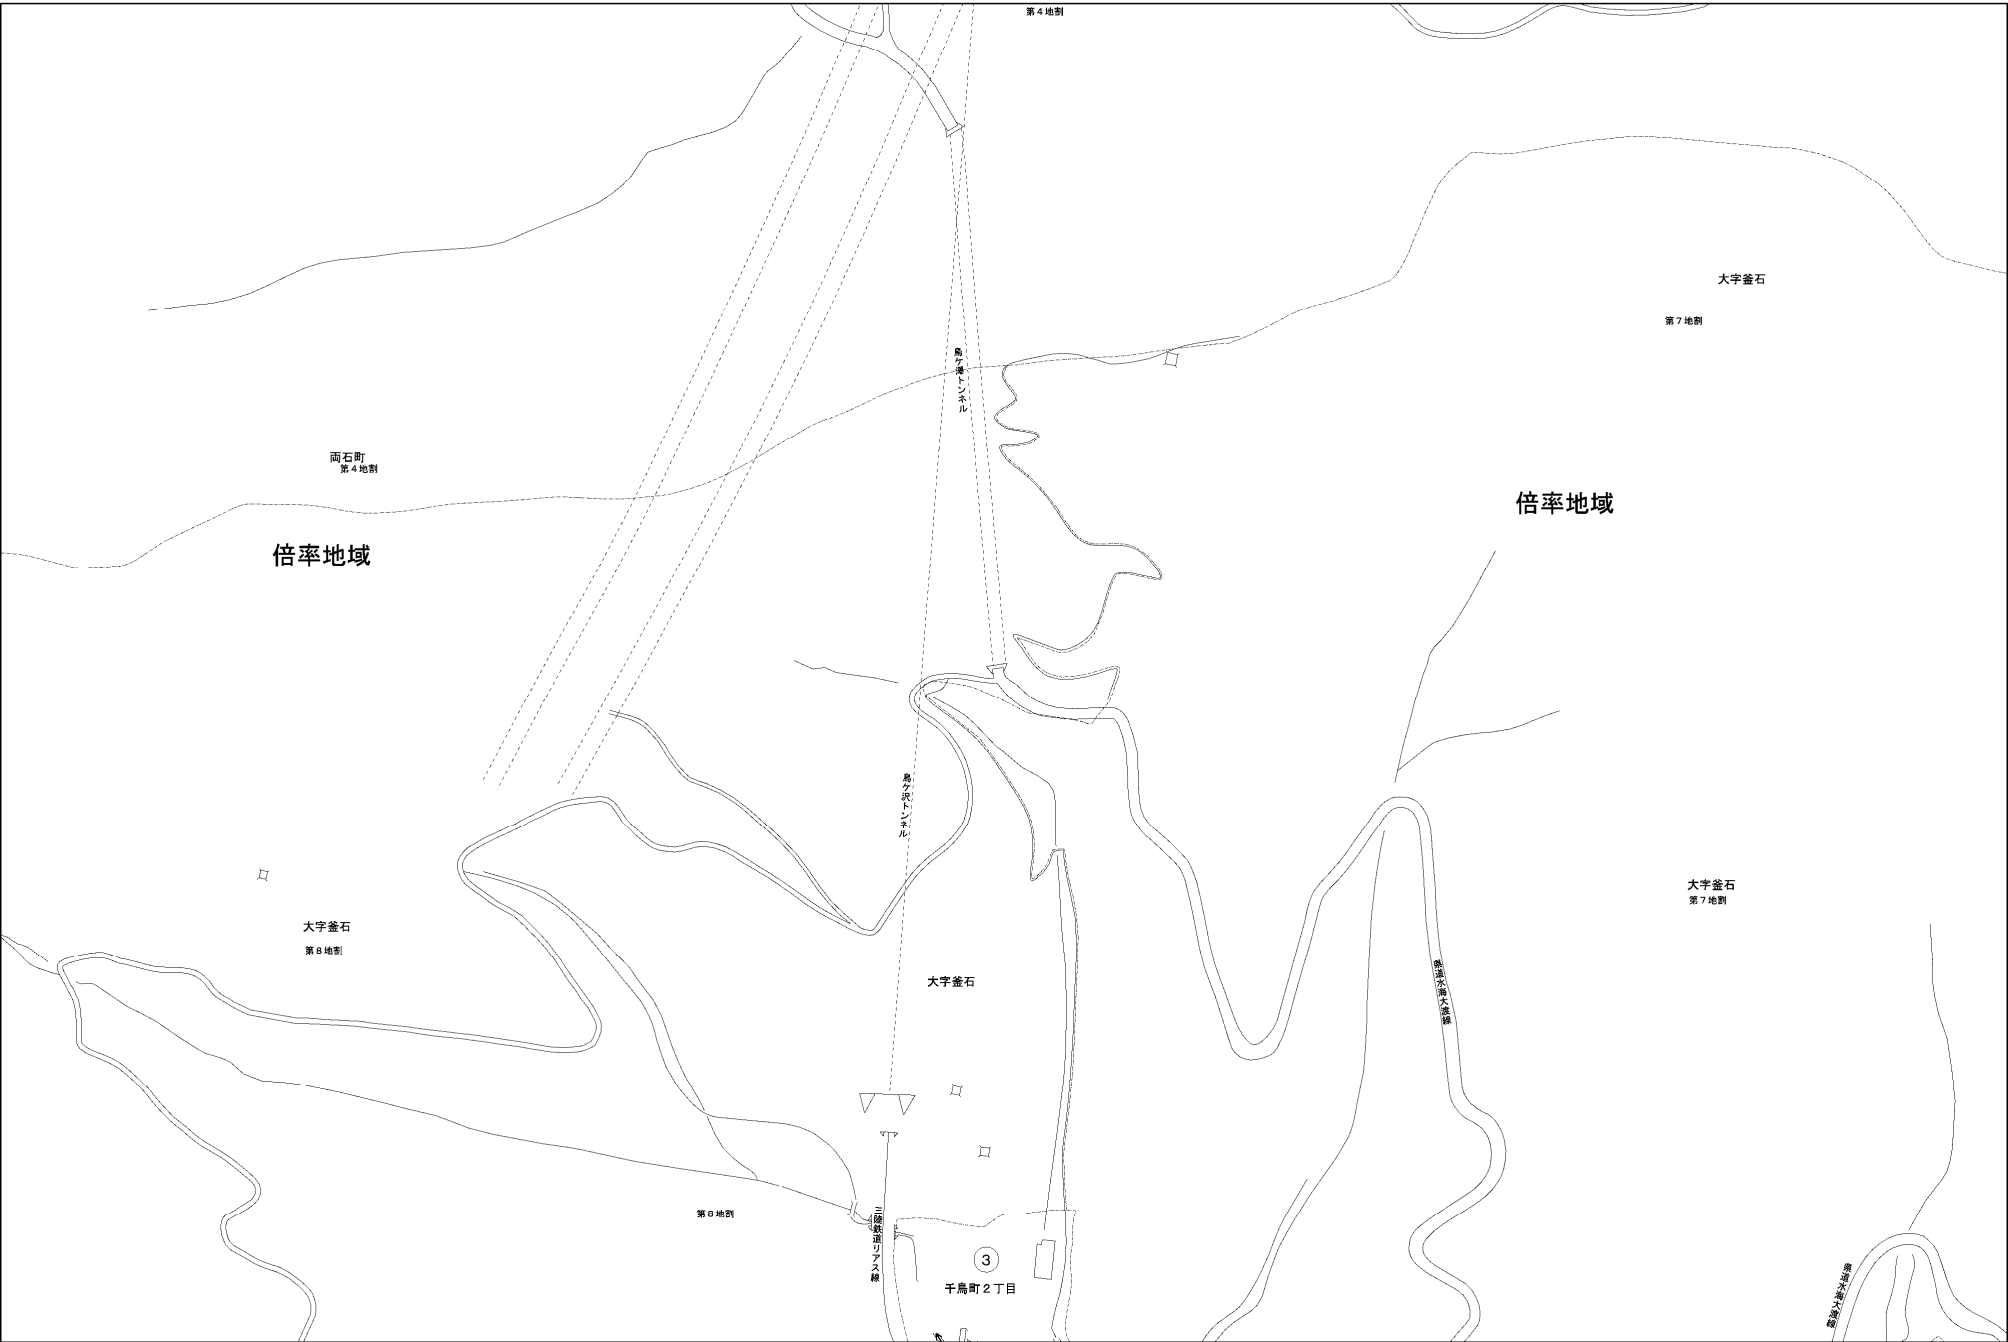 第４地割
大字釜石
第７地割
鳥ケ澤トンネル
両石町
第４地割
倍率地域
倍率地域
鳥ケ沢トンネル
大字釜石
第７地割
大字釜石
第８地割
大字釜石
県道水海大渡線
第８地割
三陸鉄道リアス線
3
千鳥町２丁目
県道水海大渡線